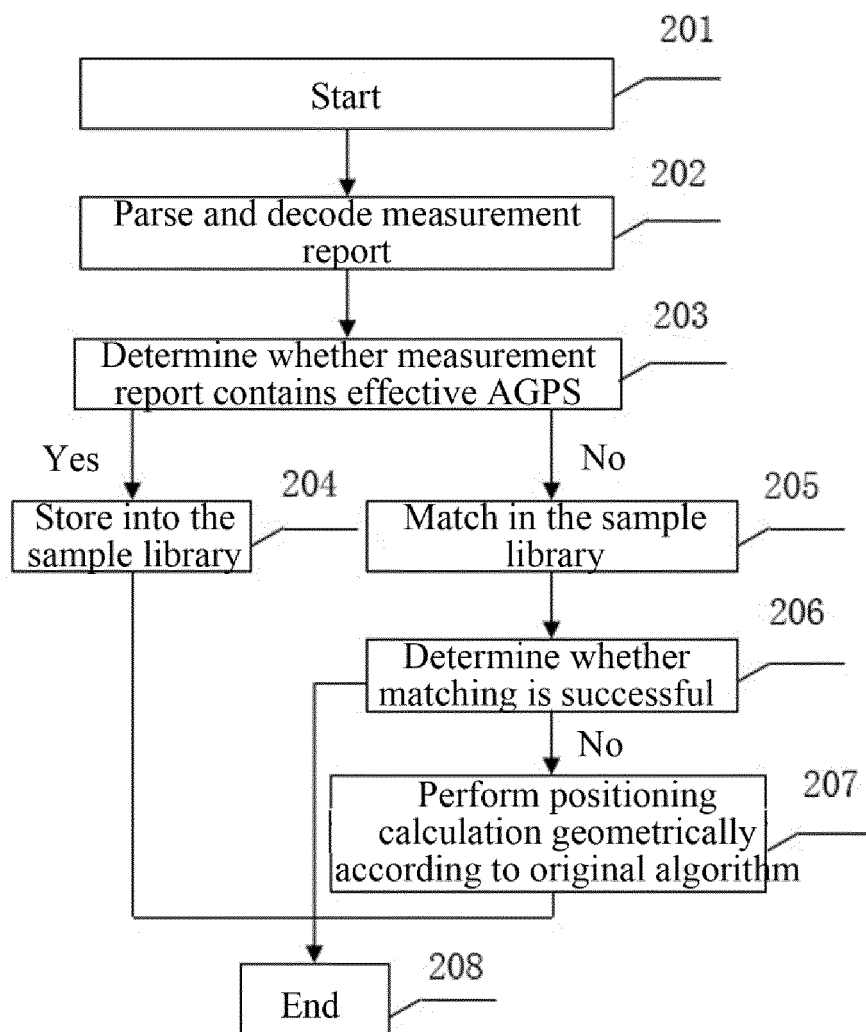 201
Start
202
Parse and decode measurement
report
203
Determine whether measurement
report contains effective AGPS
Yes
No
204
Store into the
sample library
205
Match in the sample
library
206
Determine whether
matching is successful
No
207
Perform positioning
calculation geometrically
according to original algorithm
208
End